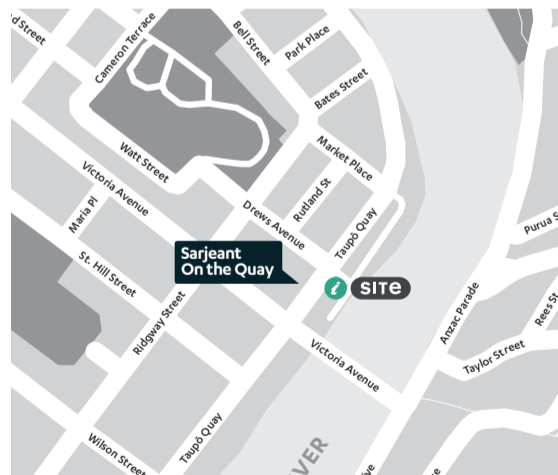 d Street
Cameron Terrace
Bell Street
Park Place
Bates Street
Watt Street
Market Place
Victoria Avenue
Maria Pl
Rutland St
Drews Avenue
Taupō Quay
Purua S
St. Hill Street
Sarjeant
On the Quay
i SITE
Anzac Parade
Rees St
Ridgway Street
Victoria Avenue
Taylor Street
Wilson Street
Taupō Quay
VER
ve
e